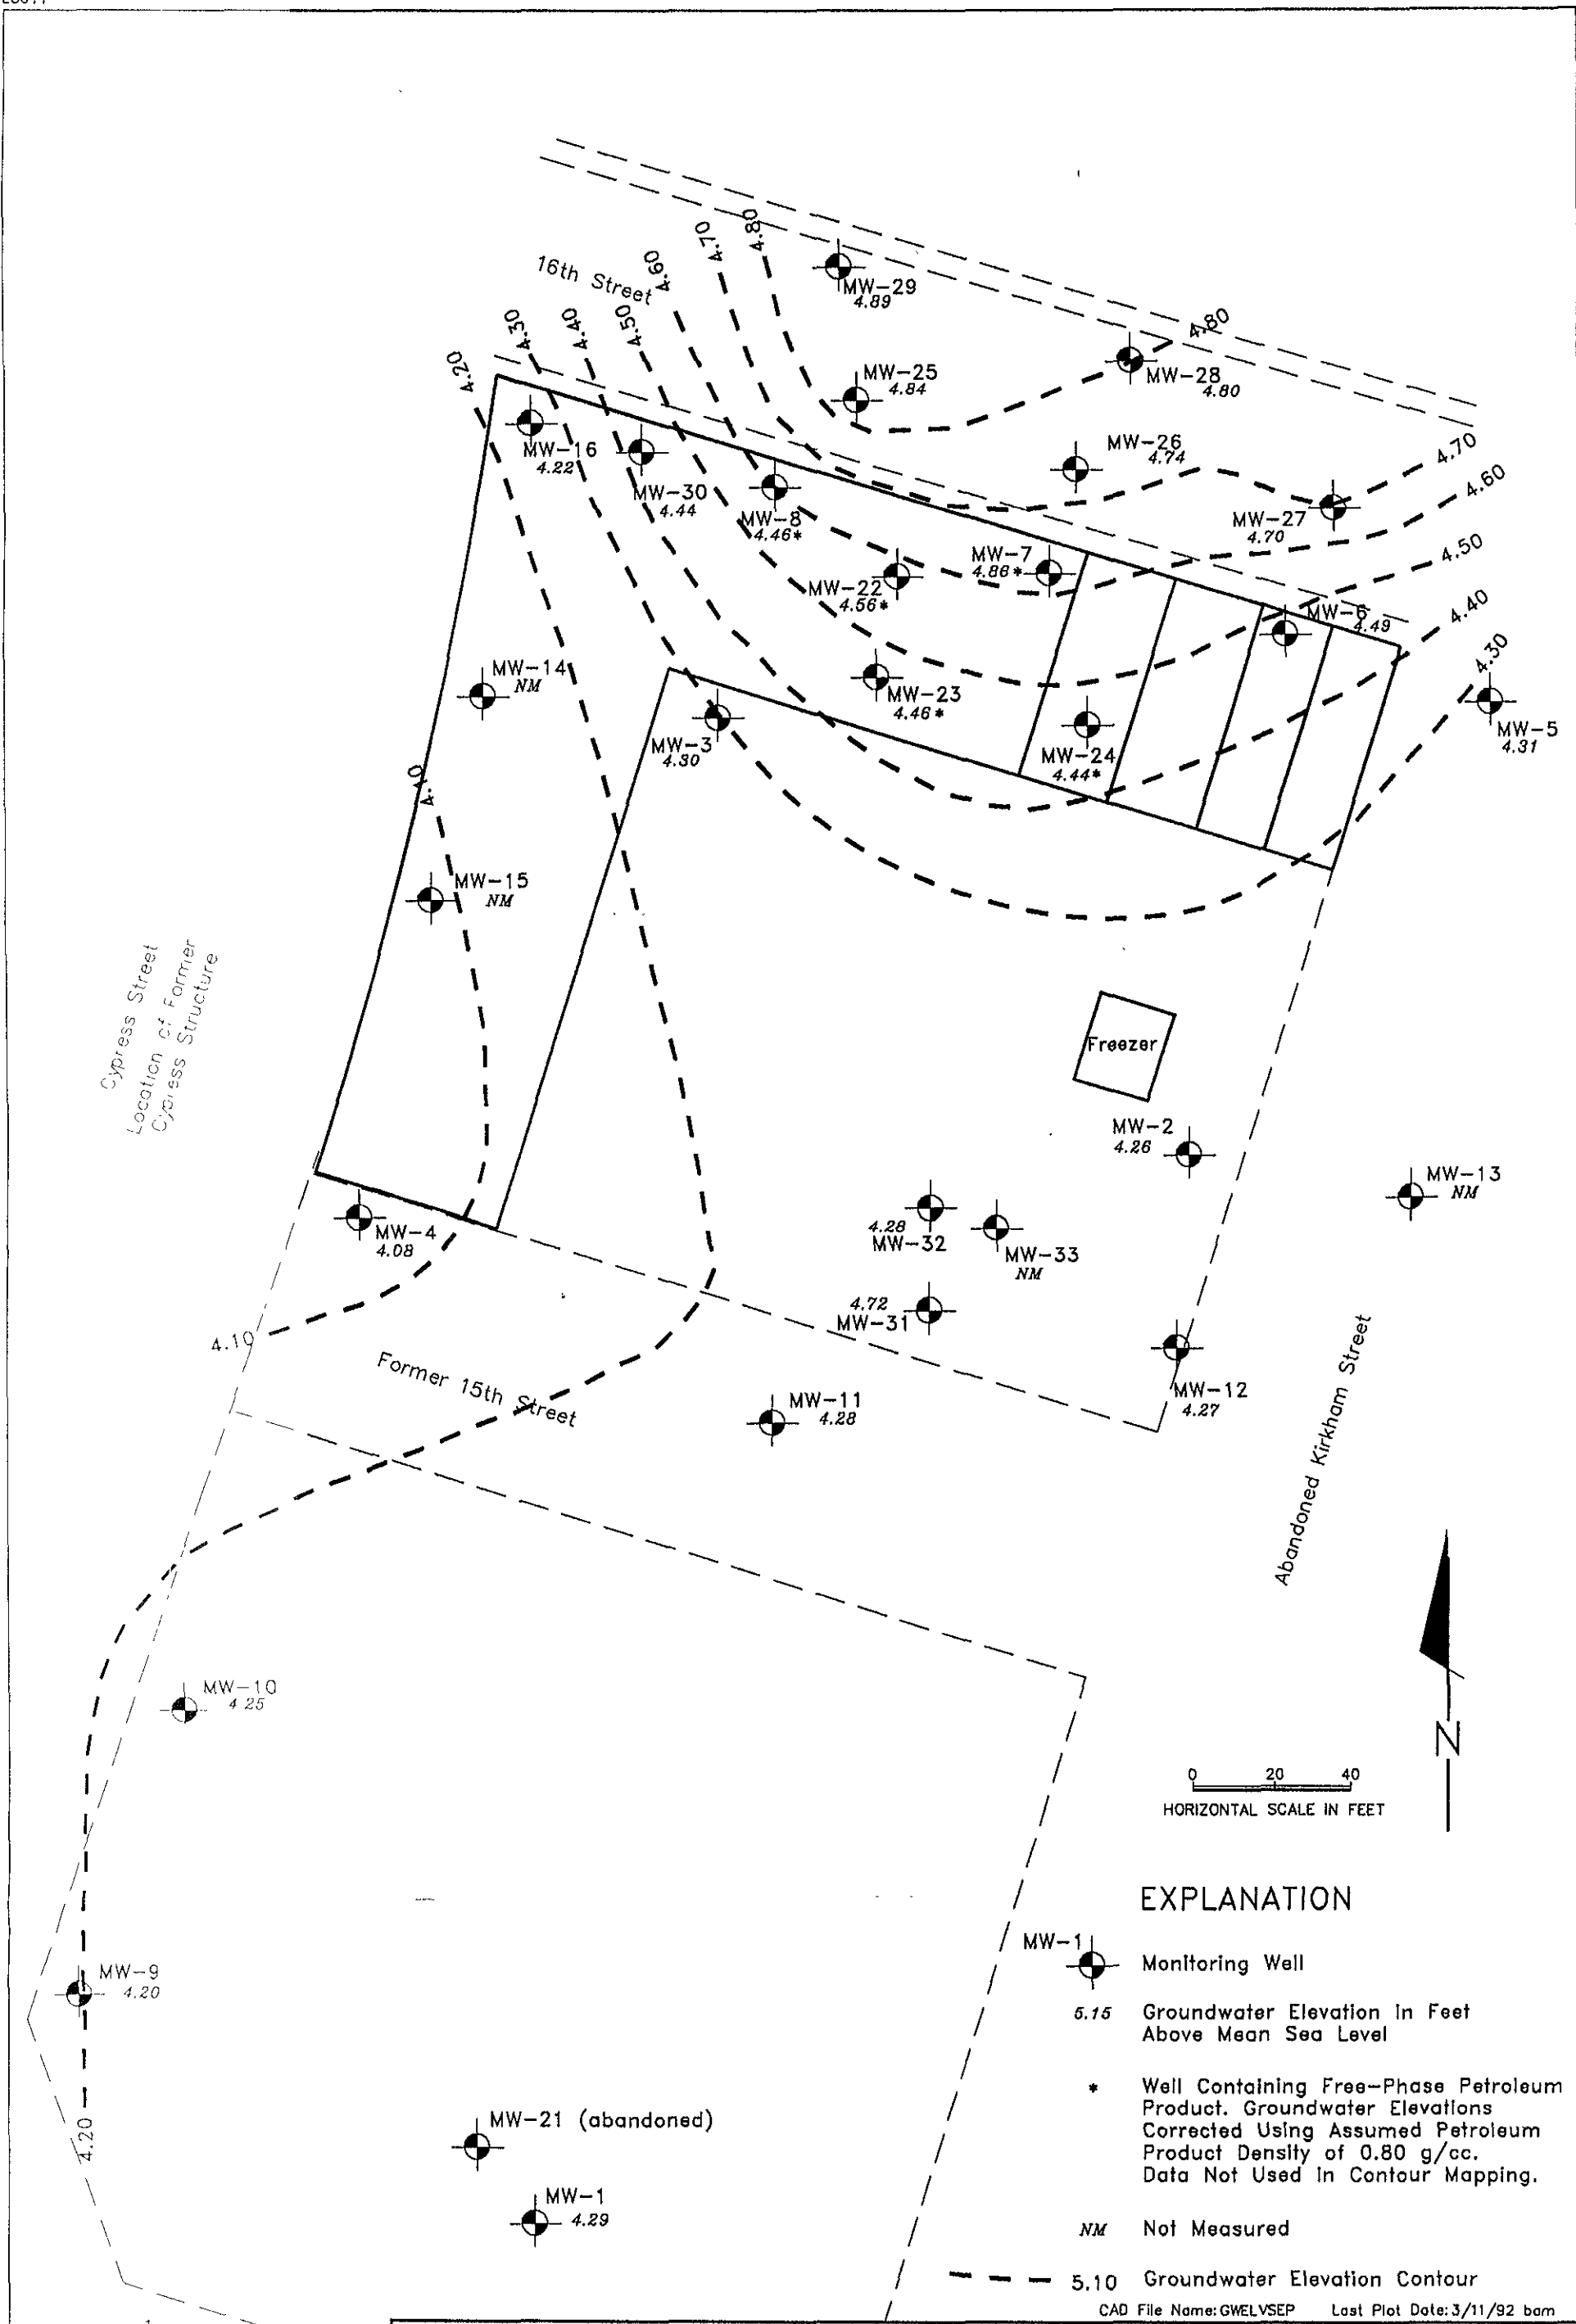 4.80
4.70
4.60
16th Street
4.50
4.40
4.30
4.20
MW-29
4.89
4.80
MW-25
4.84
MW-28
4.80
MW-16
4.22
MW-30
4.44
MW-8
4.46*
MW-26
4.74
4.70
4.60
MW-27
4.70
4.50
MW-7
4.86*
MW-22
4.56*
MW-6
4.49
4.40
4.30
MW-14
NM
MW-23
4.46*
MW-5
4.31
MW-3
4.30
MW-24
4.44*
4.10
MW-15
NM
Cypress Street
Location of Former
Cypress Structure
Freezer
MW-2
4.26
MW-13
NM
MW-4
4.08
4.28
MW-32
MW-33
NM
4.72
MW-31
4.10
Former 15th Street
MW-12
4.27
MW-11
4.28
Abandoned Kirkham Street
MW-10
4.25
N
0 20 40
HORIZONTAL SCALE IN FEET
MW-9
4.20
4.20
MW-21 (abandoned)
MW-1
4.29
EXPLANATION
MW-1
Monitoring Well
5.15 Groundwater Elevation In Feet
Above Mean Sea Level
* Well Containing Free-Phase Petroleum
Product. Groundwater Elevations
Corrected Using Assumed Petroleum
Product Density of 0.80 g/cc.
Data Not Used In Contour Mapping.
NM Not Measured
5.10 Groundwater Elevation Contour
CAD File Name: GWELVSEP Last Plot Date: 3/11/92 bam